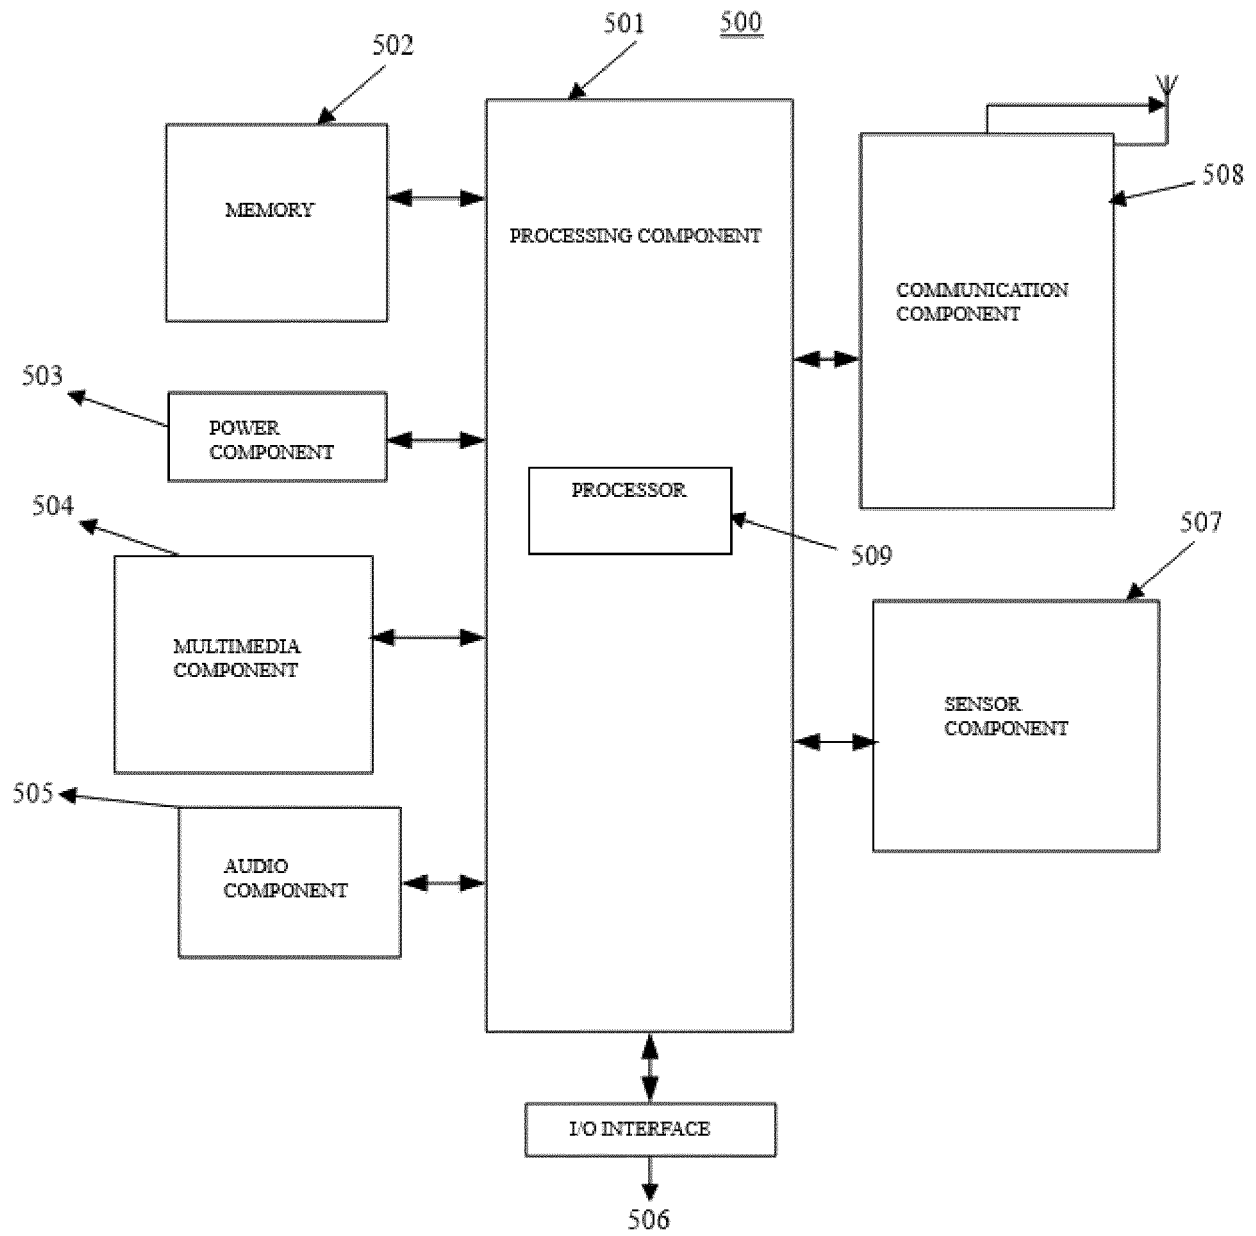 501
500
502
508
MEMORY
PROCESSING COMPONENT
COMMUNICATION
COMPONENT
503
POWER
COMPONENT
PROCESSOR
504
507
509
MULTIMEDIA
COMPONENT
SENSOR
COMPONENT
505
AUDIO
COMPONENT
I/O INTERFACE
506